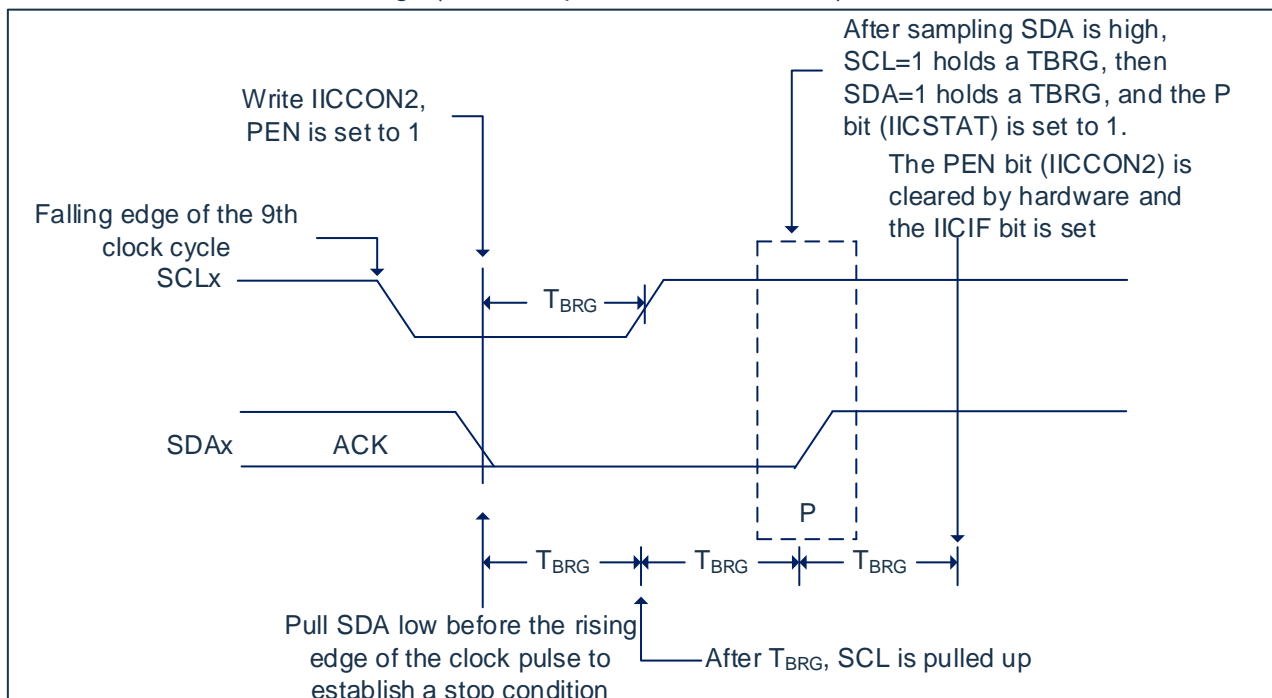 After sampling SDA is high,
SCL=1 holds a TBRG, then
SDA=1 holds a TBRG, and the P
bit (IICSTAT) is set to 1.
Write IICCON2,
PEN is set to 1
The PEN bit (IICCON2) is
cleared by hardware and
the IICIF bit is set
Falling edge of the 9th
clock cycle
SCLx
TBRG
SDAx
ACK
P
TBRG
TBRG
TBRG
Pull SDA low before the rising
edge of the clock pulse to
establish a stop condition
After TBRG, SCL is pulled up